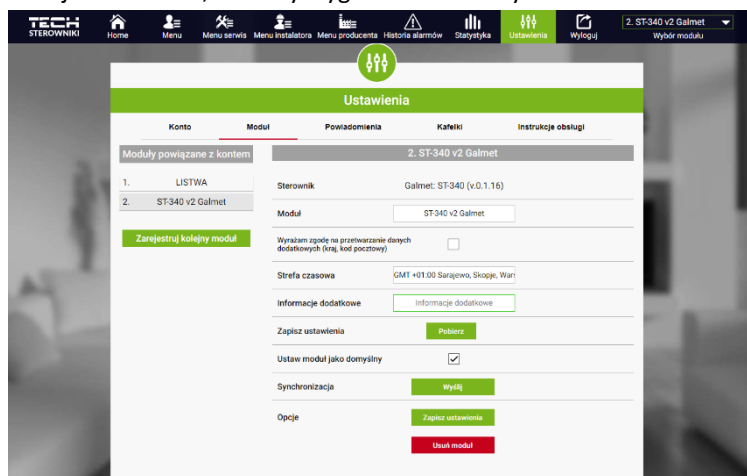 TECH
STEROWNIKI
Home
Menu
Menu serwis
Menu instalatora
Menu producenta
Historia alarmów
Statystyka
Ustawienia
Wyloguj
2. ST-340 v2 Galmet
Wybór modułu
Ustawienia
Konto
Moduł
Powiadomienia
Kafelki
Instrukcje obsługi
Moduły powiązane z kontem
1. LISTWA
2. ST-340 v2 Galmet
Zarejestruj kolejny moduł
2. ST-340 v2 Galmet
Sterownik Galmet: ST-340 (v.0.1.16)
Moduł ST-340 v2 Galmet
Wyrażam zgodę na przetwarzanie danych
dodatkowych (kraj, kod pocztowy)
Strefa czasowa GMT +01:00 Sarajewo, Skopje, Wars
Informacje dodatkowe Informacje dodatkowe
Zapisz ustawienia Pobierz
Ustaw moduł jako domyślny
Synchronizacja Wyślij
Opcje Zapisz ustawienia
Usuń moduł